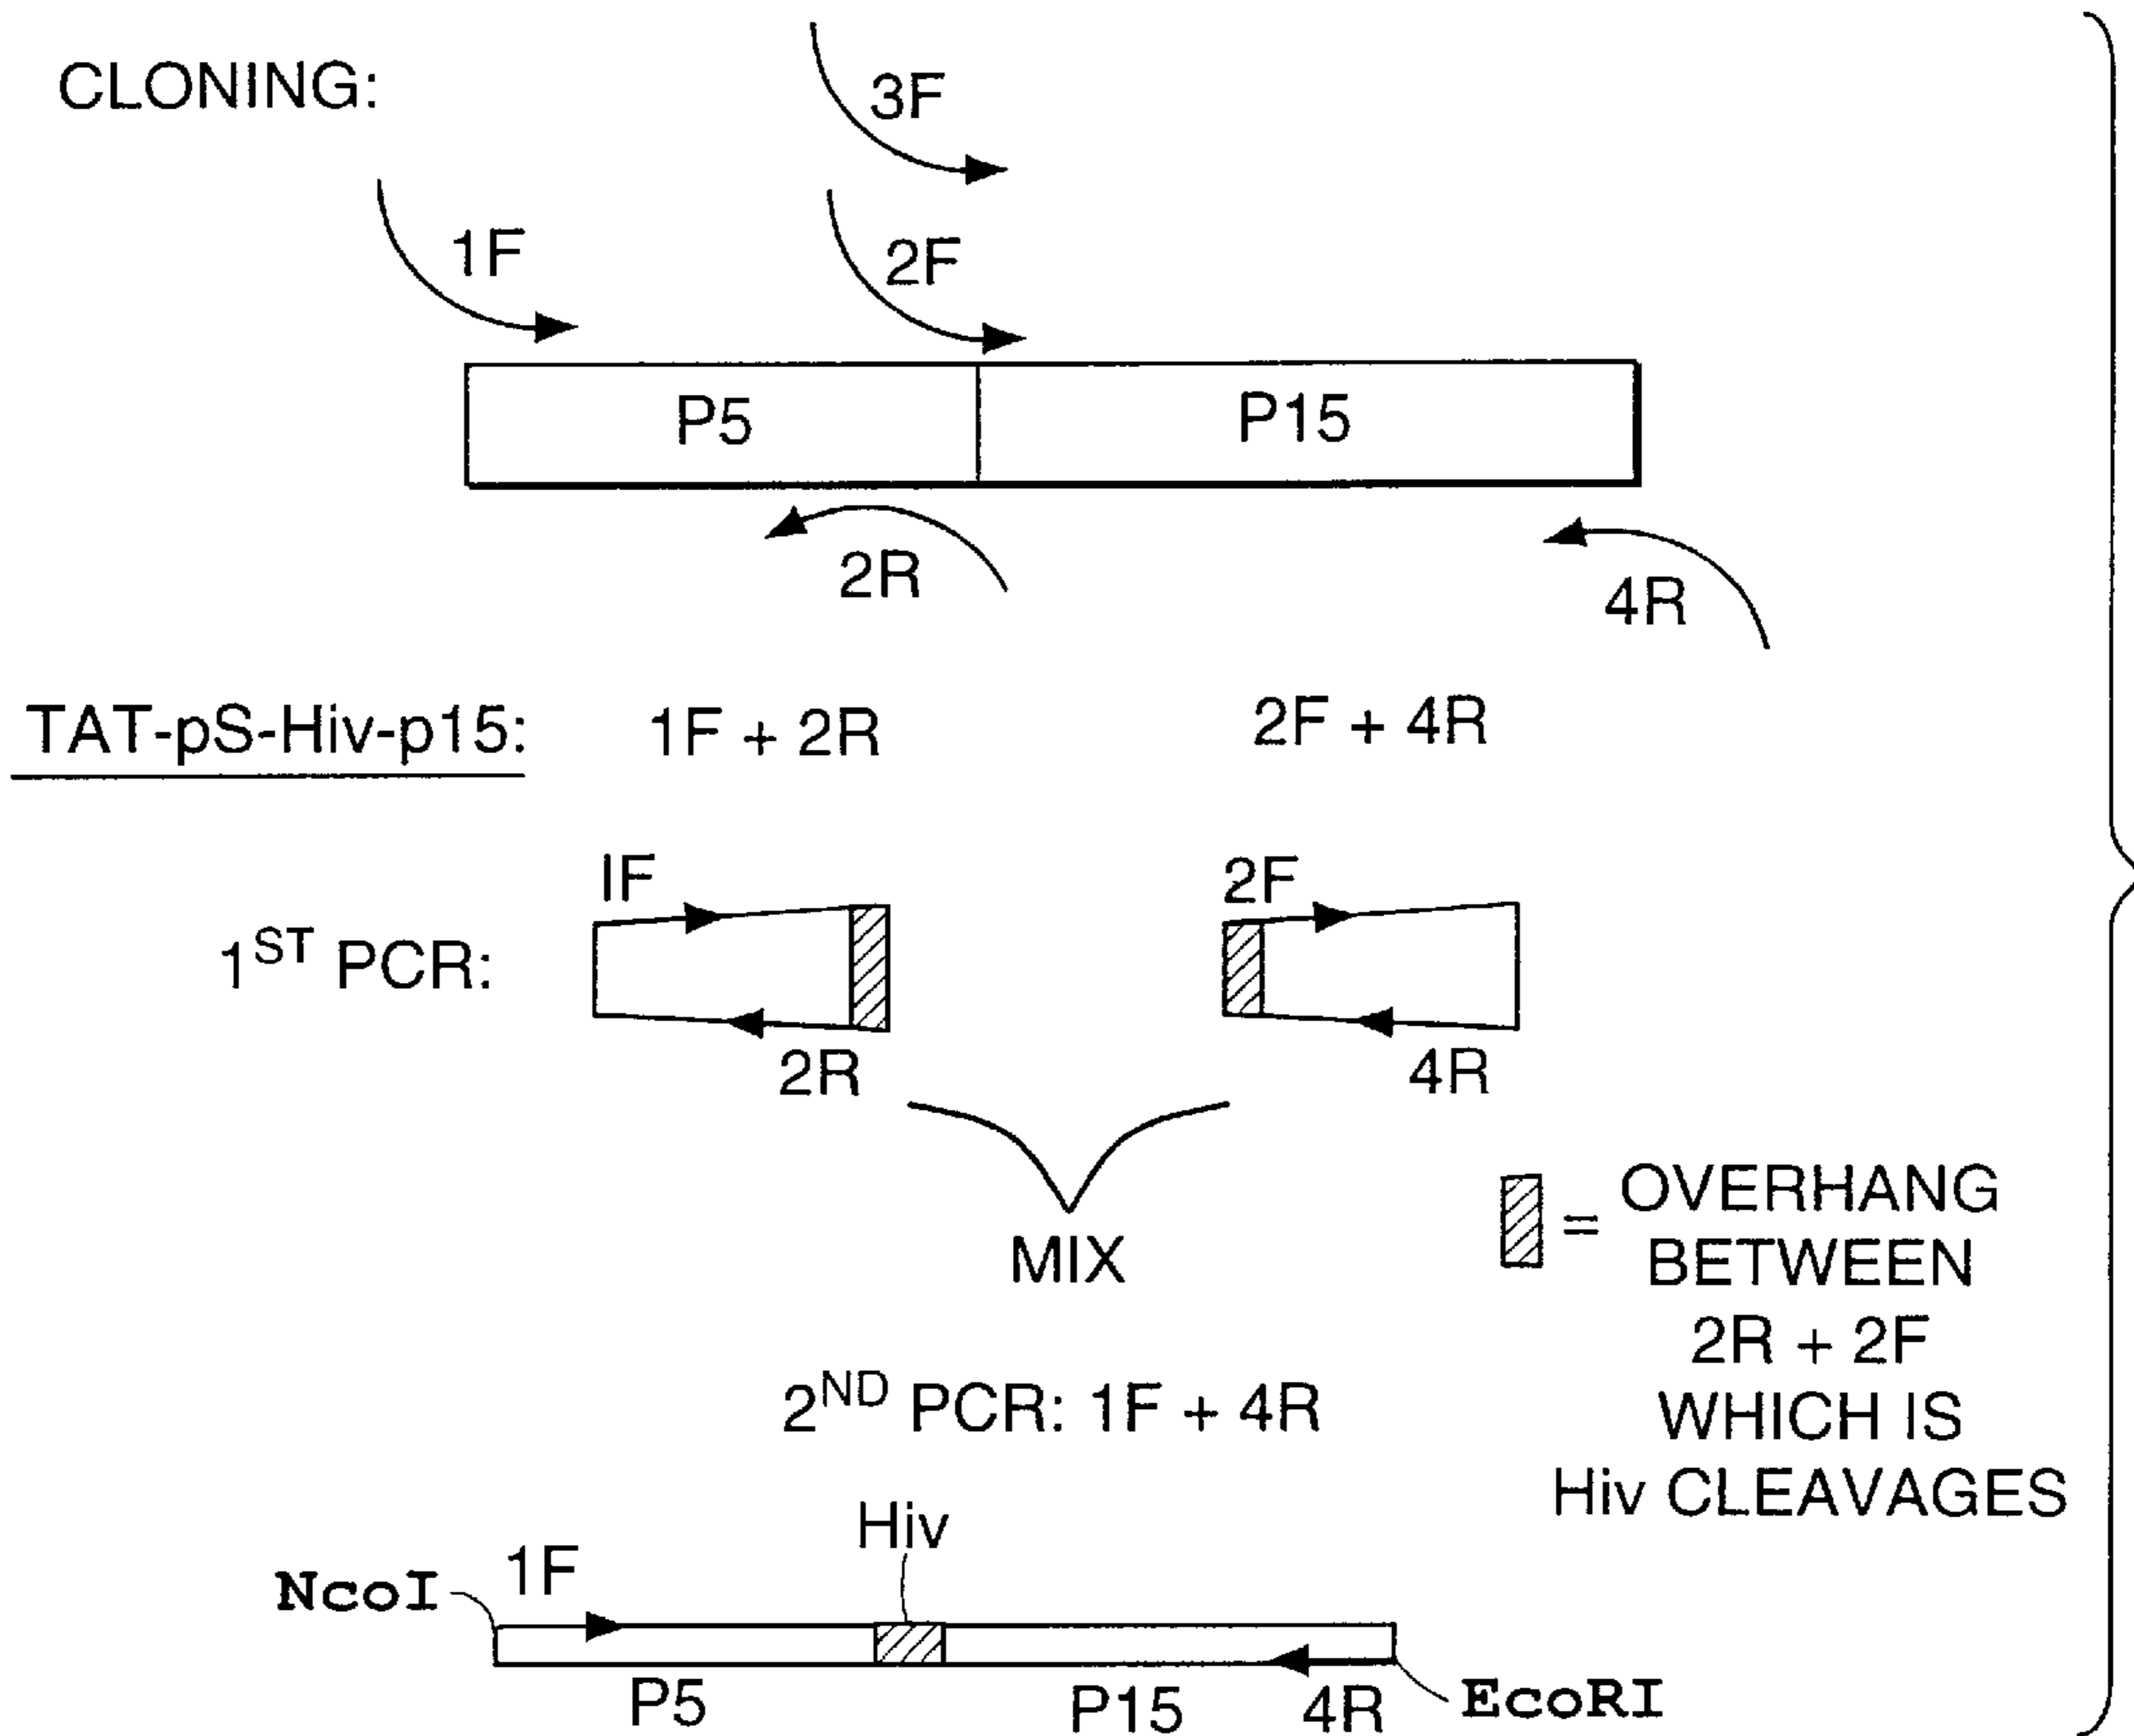 CLONING:
3F
1F
2F
P5
P15
2R
4R
TAT-pS-Hiv-p15:
1F + 2R
2F + 4R
IF
2F
1ST PCR:
2R
4R
MIX
= OVERHANG
BETWEEN
2R + 2F
WHICH IS
Hiv CLEAVAGES
2ND PCR: 1F + 4R
Hiv
NcoI
1F
P5
P15
4R
EcoRI